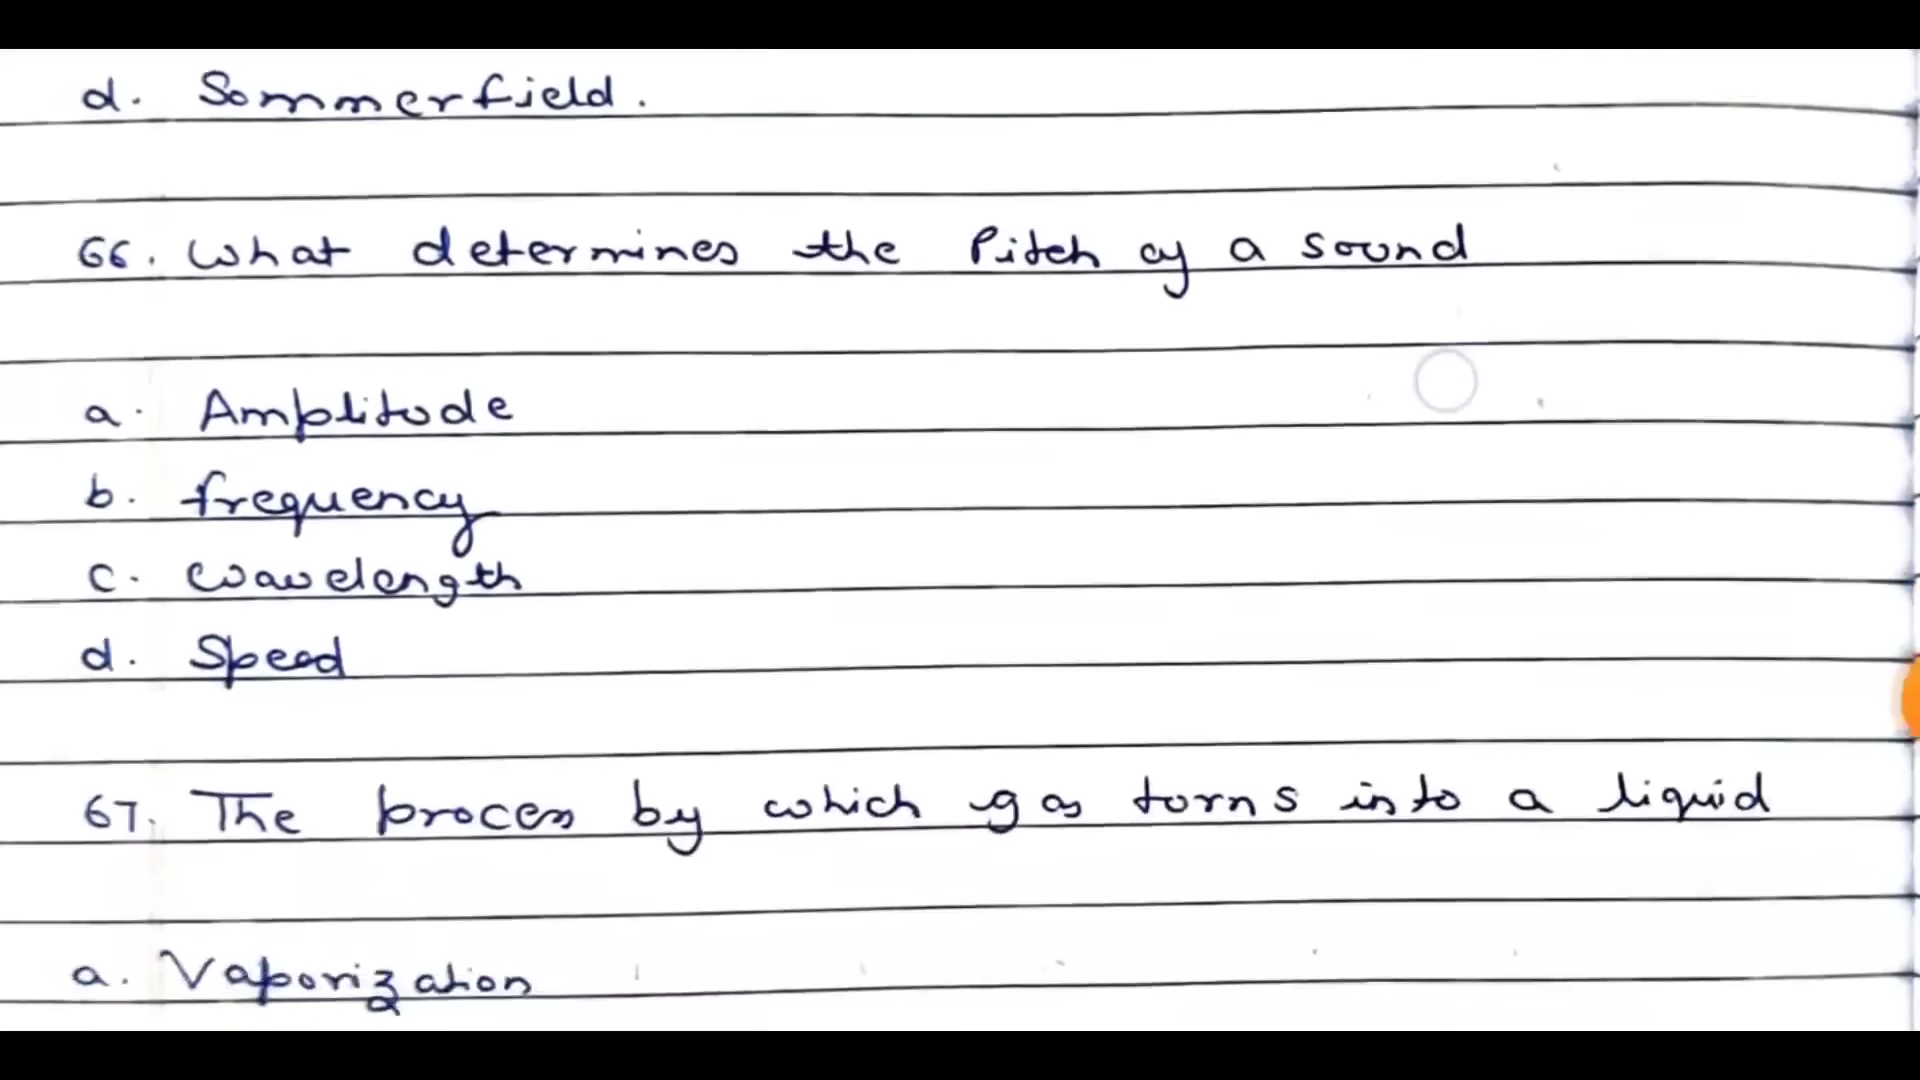 d. Sommerfield.
66. What determines the Pitch of a sound
a. Amplitude
b. frequency
c. wavelength
d. Speed
67. The process by which gas turns into a liquid
a. Vaporization